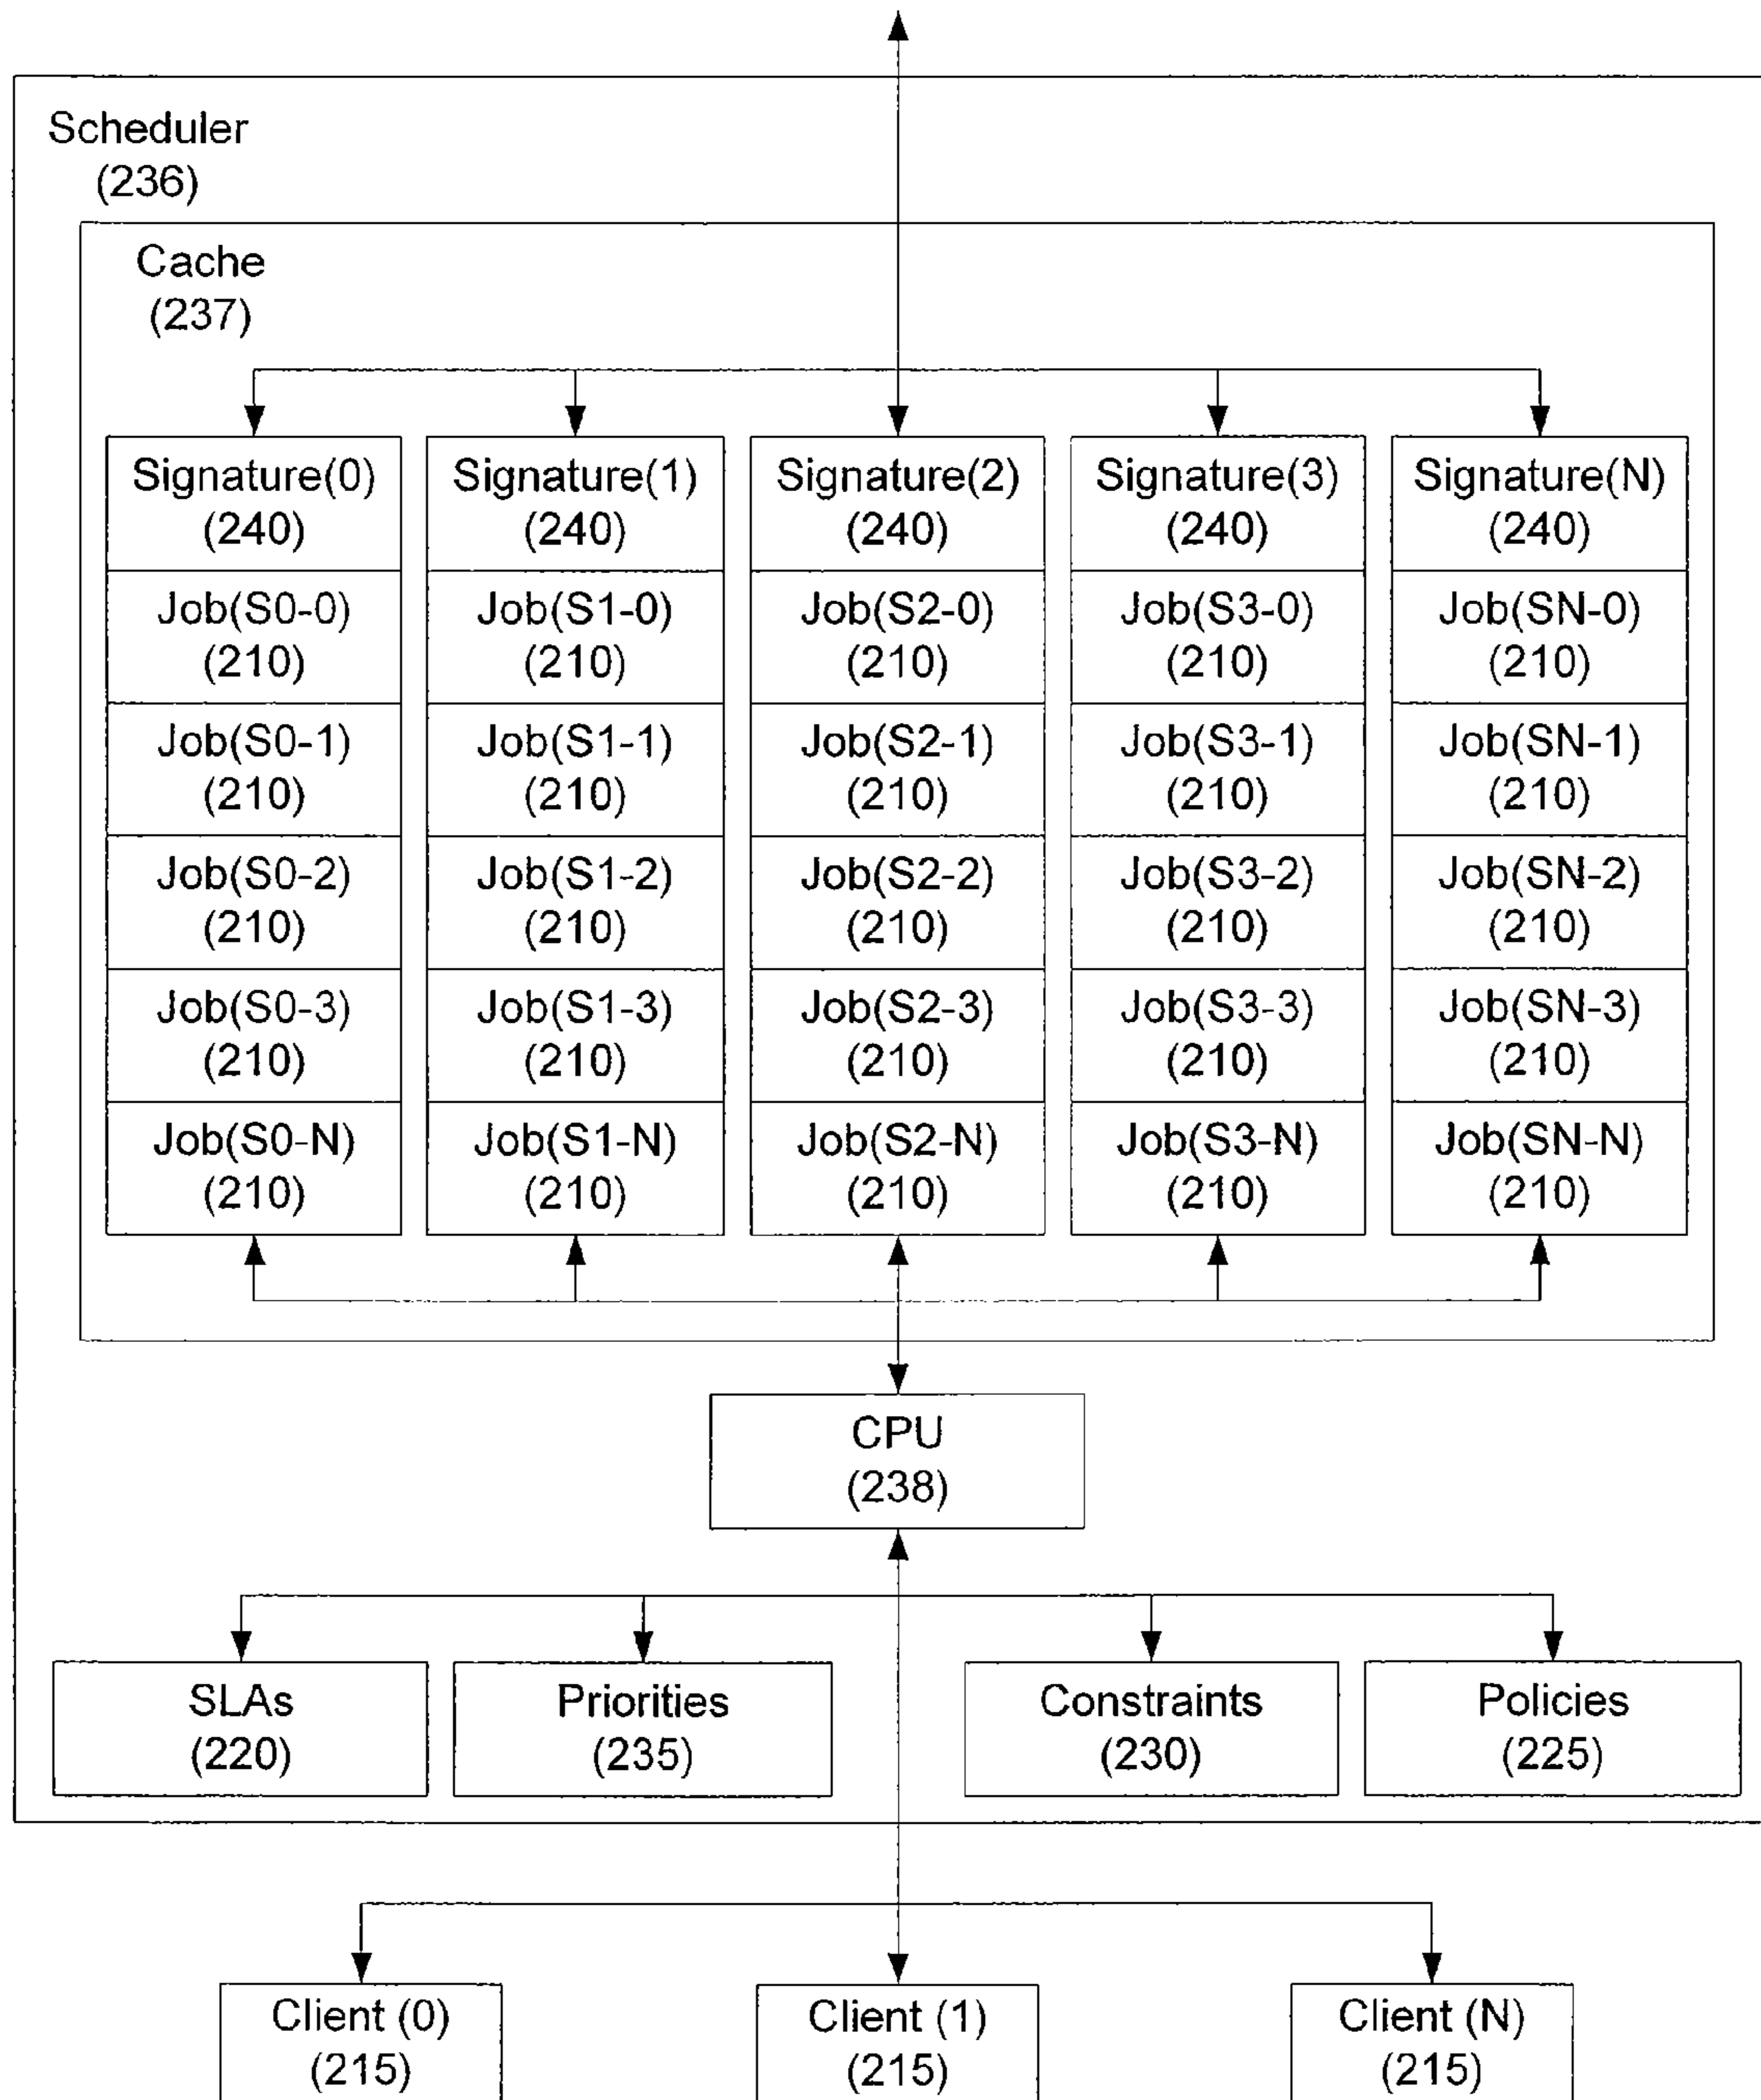 Scheduler
(236)
Cache
(237)
Signature(0) Signature(1) Signature(2) Signature(3) Signature(N)
(240) (240) (240) (240) (240)
Job(S0-0) Job(S1-0) Job(S2-0) Job(S3-0) Job(SN-0)
(210) (210) (210) (210) (210)
Job(S0-1) Job(S1-1) Job(S2-1) Job(S3-1) Job(SN-1)
(210) (210) (210) (210) (210)
Job(S0-2) Job(S1-2) Job(S2-2) Job(S3-2) Job(SN-2)
(210) (210) (210) (210) (210)
Job(S0-3) Job(S1-3) Job(S2-3) Job(S3-3) Job(SN-3)
(210) (210) (210) (210) (210)
Job(S0-N) Job(S1-N) Job(S2-N) Job(S3-N) Job(SN-N)
(210) (210) (210) (210) (210)
CPU
(238)
SLAs Priorities Constraints Policies
(220) (235) (230) (225)
Client (0) Client (1) Client (N)
(215) (215) (215)